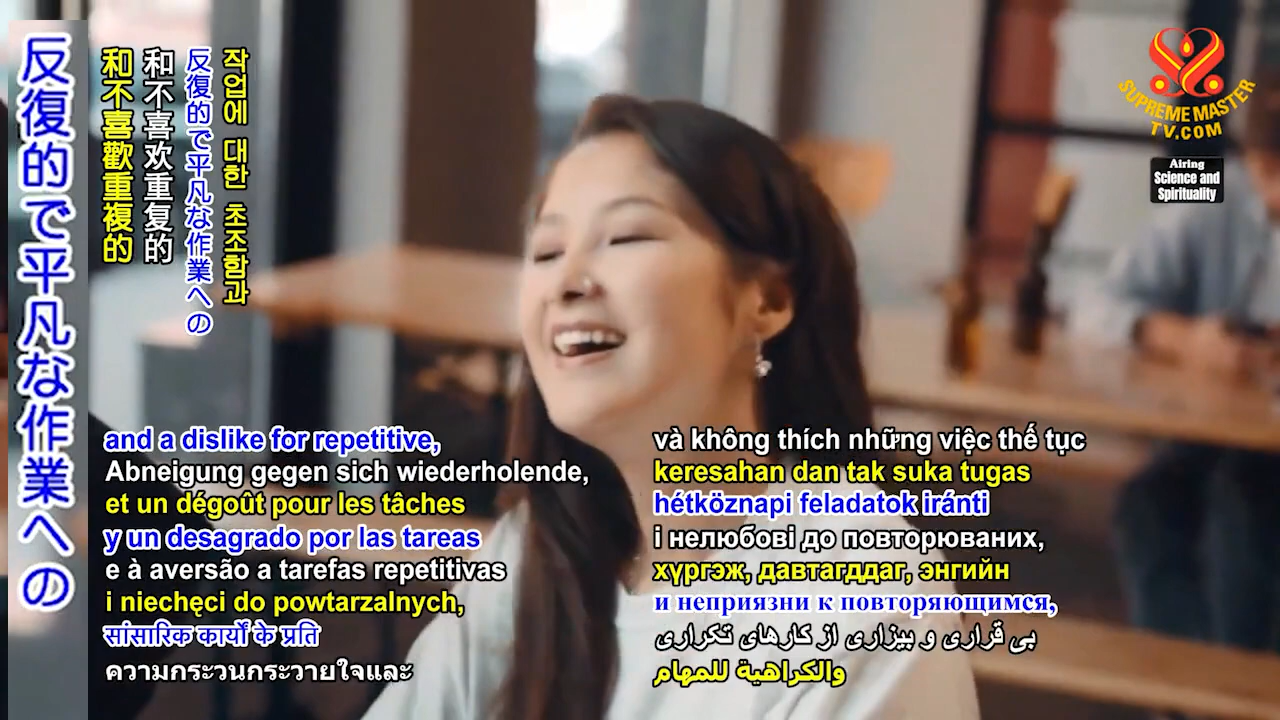 反復的で平凡な作業への
和不喜歡重複的
和不喜欢重复的
反復的で平凡な作業への
작업에 대한 초조함과
SUPREME MASTER
TV.COM
Airing
Science and
Spirituality
and a dislike for repetitive,
Abneigung gegen sich wiederholende,
et un dégoût pour les tâches
y un desagrado por las tareas
e à aversão a tarefas repetitivas
i niechęci do powtarzalnych,
सांसारिक कार्यों के प्रति
ความกระวนกระวายใจและ
và không thích những việc thế tục
keresahan dan tak suka tugas
hétköznapi feladatok iránti
і нелюбові до повторюваних,
хүргэж, давтагддаг, энгийн
и неприязни к повторяющимся,
بی قراری و بیزاری از کارهای تکراری
والكراهية للمهام